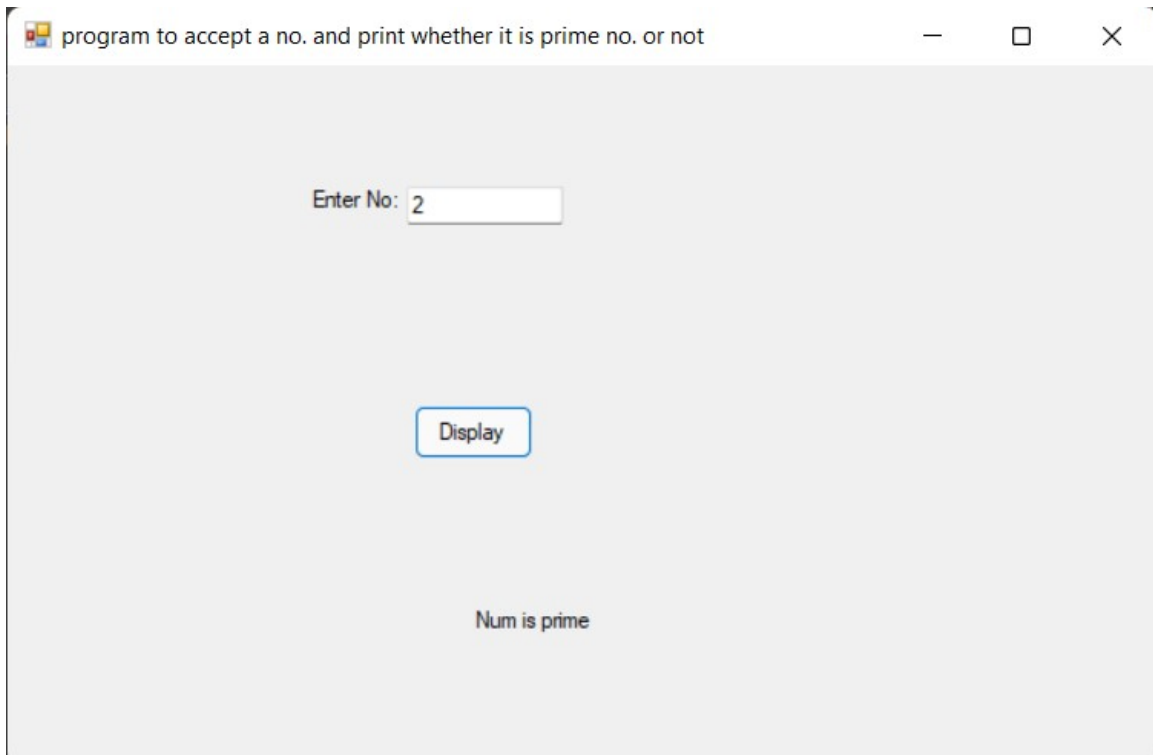 program to accept a no. and print whether it is prime no. or not
Enter No: 2
Display
Num is prime